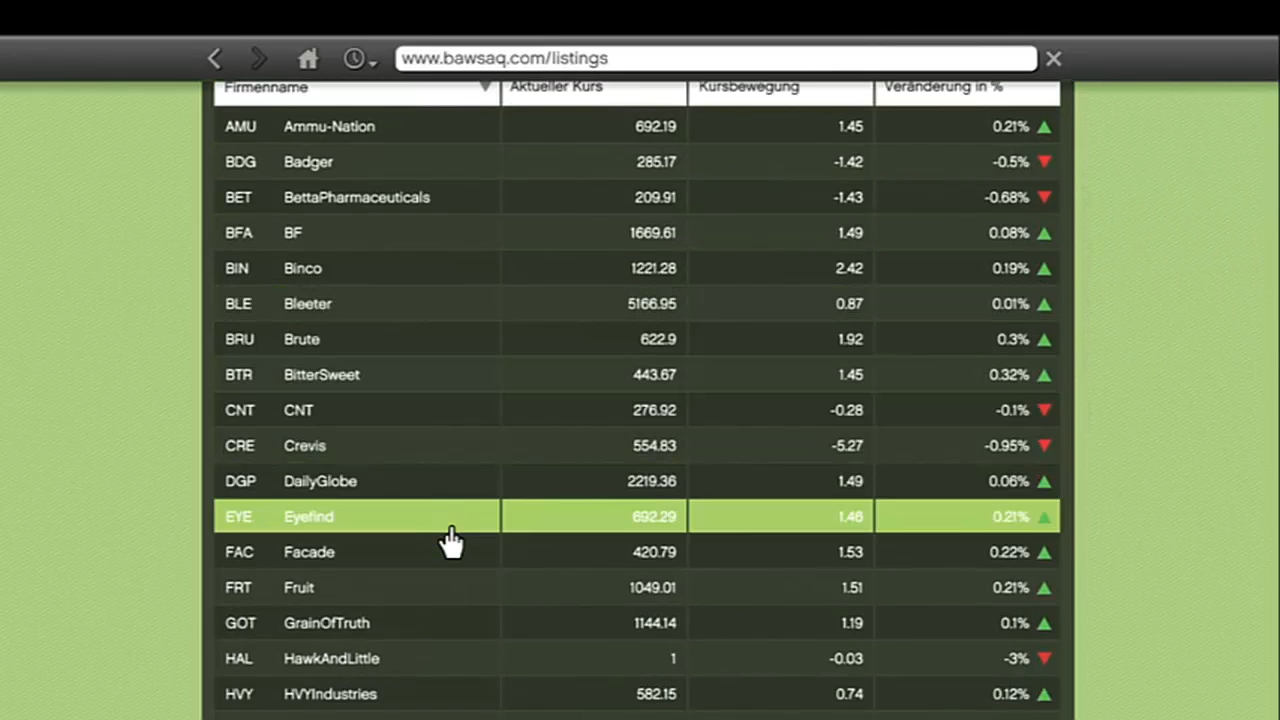 www.bawsaq.com/listings
Firmenname Aktueller Kurs Kursbewegung Veränderung in %
AMU Ammu-Nation 692.19 1.45 0.21%
BDG Badger 285.17 -1.42 -0.5%
BET BettaPharmaceuticals 209.91 -1.43 -0.68%
BFA BF 1669.61 1.49 0.08%
BIN Binco 1221.28 2.42 0.19%
BLE Bleeter 5166.95 0.87 0.01%
BRU Brute 622.9 1.92 0.3%
BTR BitterSweet 443.67 1.45 0.32%
CNT CNT 276.92 -0.28 -0.1%
CRE Crevis 554.83 -5.27 -0.95%
DGP DailyGlobe 2219.36 1.49 0.06%
EYE Eyefind 692.29 1.46 0.21%
FAC Facade 420.79 1.53 0.22%
FRT Fruit 1049.01 1.51 0.21%
GOT GrainOfTruth 1144.14 1.19 0.1%
HAL HawkAndLittle 1 -0.03 -3%
HVY HVYIndustries 582.15 0.74 0.12%